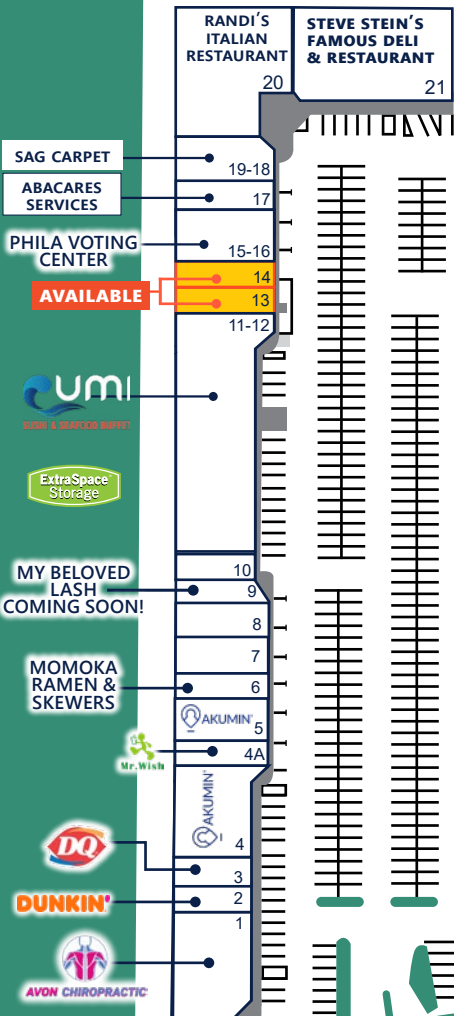 RANDI'S
ITALIAN
RESTAURANT
20
STEVE STEIN'S
FAMOUS DELI
& RESTAURANT
21
SAG CARPET
19-18
ABACARES
SERVICES
17
PHILA VOTING
CENTER
15-16
14
AVAILABLE
13
11-12
UMI
SUSHI & SEAFOOD BUFFET
ExtraSpace
Storage
10
MY BELOVED
LASH
COMING SOON!
9
8
7
MOMOKA
RAMEN &
SKEWERS
6
AKUMIN
5
Mr.Wish
4A
AKUMIN
4
DQ
3
DUNKIN'
2
1
AVON CHIROPRACTIC